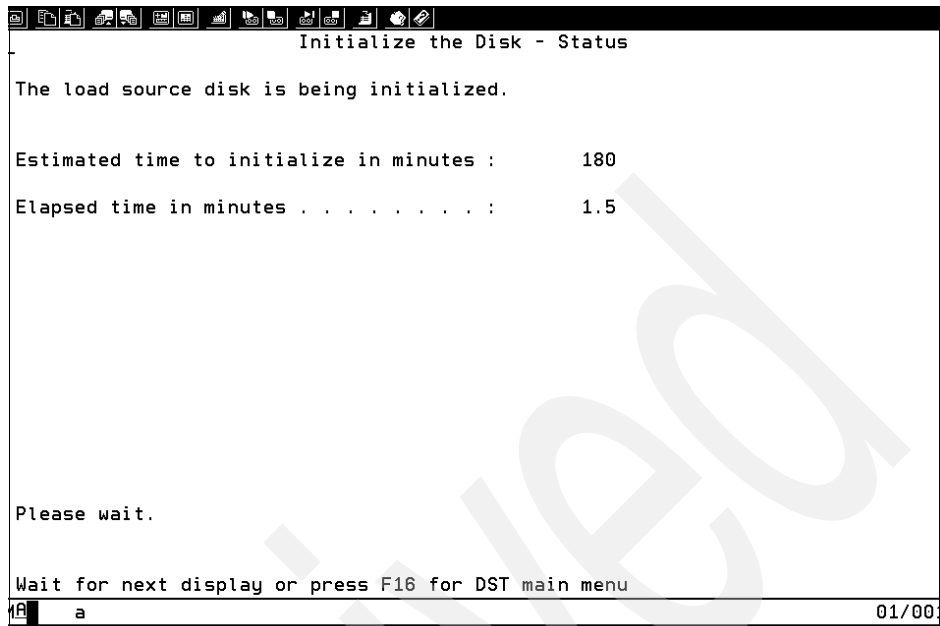 Initialize the Disk - Status
The load source disk is being initialized.
Estimated time to initialize in minutes :        180
Elapsed time in minutes . . . . . . . . :        1.5
Please wait.
Wait for next display or press F16 for DST main menu
a